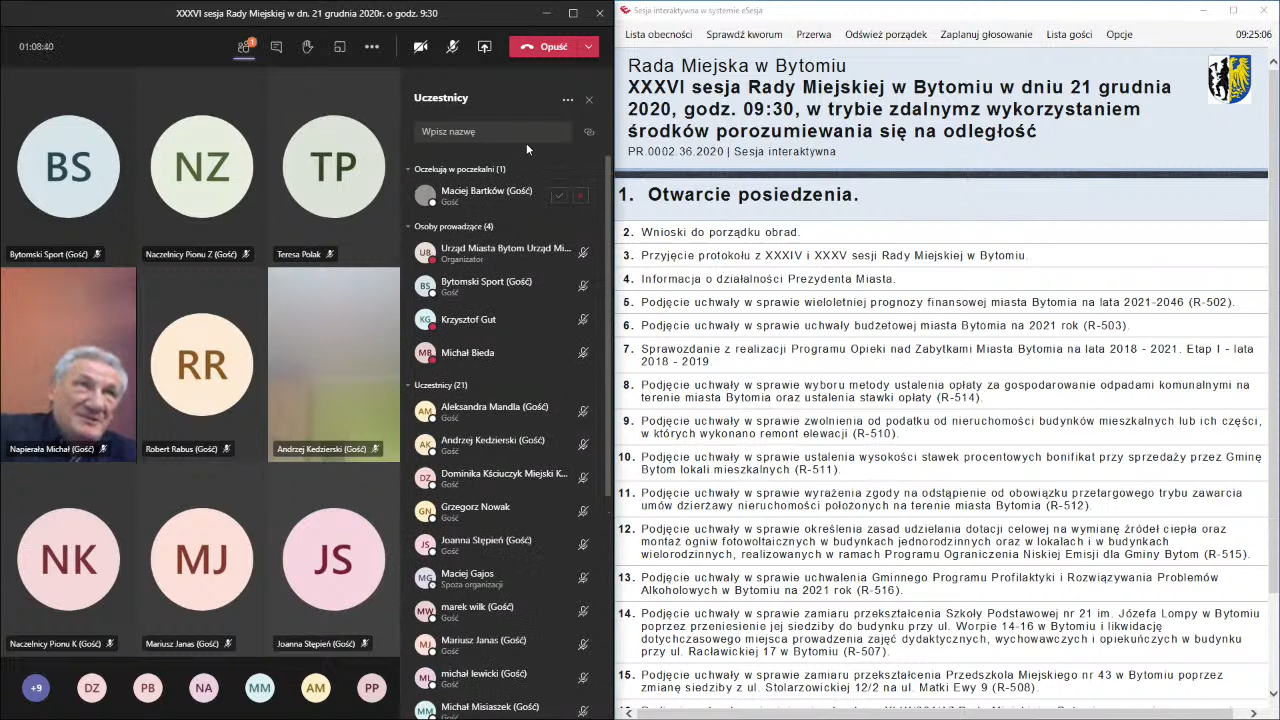 XXXVI sesja Rady Miejskiej w dn. 21 grudnia 2020r. o godz. 9:30
01:08:40
1
Opuść
BS
NZ
TP
Bytomski Sport (Gość)
Naczelnicy Pionu Z (Gość)
Teresa Polak
RR
Napierała Michał (Gość)
Robert Rabus (Gość)
Andrzej Kedzierski (Gość)
NK
MJ
JS
Naczelnicy Pionu K (Gość)
Mariusz Janas (Gość)
Joanna Stępień (Gość)
+9
DZ
PB
NA
MM
AM
PP
Uczestnicy
Wpisz nazwę
Oczekują w poczekalni (1)
Maciej Bartków (Gość)
Gość
Osoby prowadzące (4)
UB
Urząd Miasta Bytom Urząd Mi...
Organizator
BS
Bytomski Sport (Gość)
Gość
KG
Krzysztof Gut
MB
Michał Bieda
Uczestnicy (21)
AM
Aleksandra Mandla (Gość)
Gość
AK
Andrzej Kedzierski (Gość)
Gość
DZ
Dominika Kściuczyk Miejski K...
Gość
GN
Grzegorz Nowak
Gość
JS
Joanna Stępień (Gość)
Gość
MG
Maciej Gajos
Spoza organizacji
MW
marek wilk (Gość)
Gość
MJ
Mariusz Janas (Gość)
Gość
ML
michał lewicki (Gość)
Gość
MM
Michał Misiaszek (Gość)
Sesja interaktywna w systemie eSesja
Lista obecności
Sprawdź kworum
Przerwa
Odśwież porządek
Zaplanuj głosowanie
Lista gości
Opcje
09:25:06
Rada Miejska w Bytomiu
XXXVI sesja Rady Miejskiej w Bytomiu w dniu 21 grudnia
2020, godz. 09:30, w trybie zdalnymz wykorzystaniem
środków porozumiewania się na odległość
PR 0002.36.2020 | Sesja interaktywna
1. Otwarcie posiedzenia.
2. Wnioski do porządku obrad.
3. Przyjęcie protokołu z XXXIV i XXXV sesji Rady Miejskiej w Bytomiu.
4. Informacja o działalności Prezydenta Miasta.
5. Podjęcie uchwały w sprawie wieloletniej prognozy finansowej miasta Bytomia na lata 2021-2046 (R-502).
6. Podjęcie uchwały w sprawie uchwały budżetowej miasta Bytomia na 2021 rok (R-503).
7. Sprawozdanie z realizacji Programu Opieki nad Zabytkami Miasta Bytomia na lata 2018 - 2021. Etap I - lata
2018 - 2019.
8. Podjęcie uchwały w sprawie wyboru metody ustalenia opłaty za gospodarowanie odpadami komunalnymi na
terenie miasta Bytomia oraz ustalenia stawki opłaty (R-514).
9. Podjęcie uchwały w sprawie zwolnienia od podatku od nieruchomości budynków mieszkalnych lub ich części,
w których wykonano remont elewacji (R-510).
10. Podjęcie uchwały w sprawie ustalenia wysokości stawek procentowych bonifikat przy sprzedaży przez Gminę
Bytom lokali mieszkalnych (R-511).
11. Podjęcie uchwały w sprawie wyrażenia zgody na odstąpienie od obowiązku przetargowego trybu zawarcia
umów dzierżawy nieruchomości położonych na terenie miasta Bytomia(R-512).
12. Podjęcie uchwały w sprawie określenia zasad udzielania dotacji celowej na wymianę źródeł ciepła oraz
montaż ogniw fotowoltaicznych w budynkach jednorodzinnych oraz w lokalach i w budynkach
wielorodzinnych, realizowanych w ramach Programu Ograniczenia Niskiej Emisji dla Gminy Bytom (R-515).
13. Podjęcie uchwały w sprawie uchwalenia Gminnego Programu Profilaktyki i Rozwiązywania problemów
Alkoholowych w Bytomiu na 2021 rok (R-516).
14. Podjęcie uchwały w sprawie zamiaru przekształcenia Szkoły Podstawowej nr 21 im. Józefa Lompy w Bytomiu
poprzez przeniesienie jej siedziby do budynku przy ul. Worpie 14-16 w Bytomiu i likwidację
dotychczasowego miejsca prowadzenia zajęć dydaktycznych, wychowawczych i opiekuńczych w budynku
przy ul. Racławickiej 17 w Bytomiu (R-507).
15. Podjęcie uchwały w sprawie zamiaru przekształcenia Przedszkola Miejskiego nr 43 w Bytomiu poprzez
zmianę siedziby z ul. Stolarzowickiej 12/2 na ul. Matki Ewy 9 (R-508).